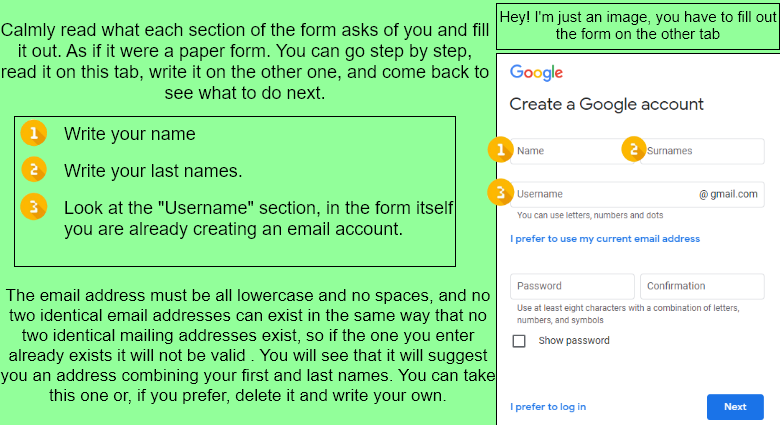 Calmly read what each section of the form asks of you and fill
it out. As if it were a paper form. You can go step by step,
read it on this tab, write it on the other one, and come back to
see what to do next.
1 Write your name
2 Write your last names.
3 Look at the "Username" section, in the form itself
you are already creating an email account.
The email address must be all lowercase and no spaces, and no
two identical email addresses can exist in the same way that no
two identical mailing addresses exist, so if the one you enter
already exists it will not be valid . You will see that it will suggest
you an address combining your first and last names. You can take
this one or, if you prefer, delete it and write your own.
Hey! I'm just an image, you have to fill out
the form on the other tab
Google
Create a Google account
1 Name 2 Surnames
3 Username @ gmail.com
You can use letters, numbers and dots
I prefer to use my current email address
Password Confirmation
Use at least eight characters with a combination of letters,
numbers, and symbols
Show password
I prefer to log in Next